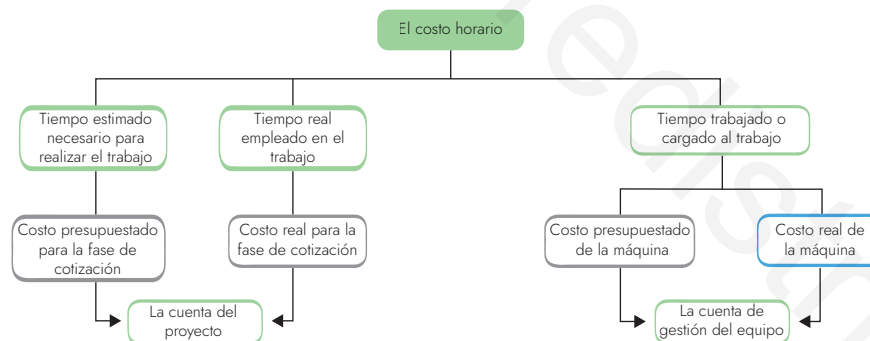 El costo horario
Tiempo estimado
necesario para
realizar el trabajo
Tiempo real
empleado en el
trabajo
Tiempo trabajado o
cargado al trabajo
Costo presupuestado
para la fase de
cotización
Costo real para la
fase de cotización
Costo presupuestado
de la máquina
Costo real de
la máquina
La cuenta del
proyecto
La cuenta de
gestión del equipo